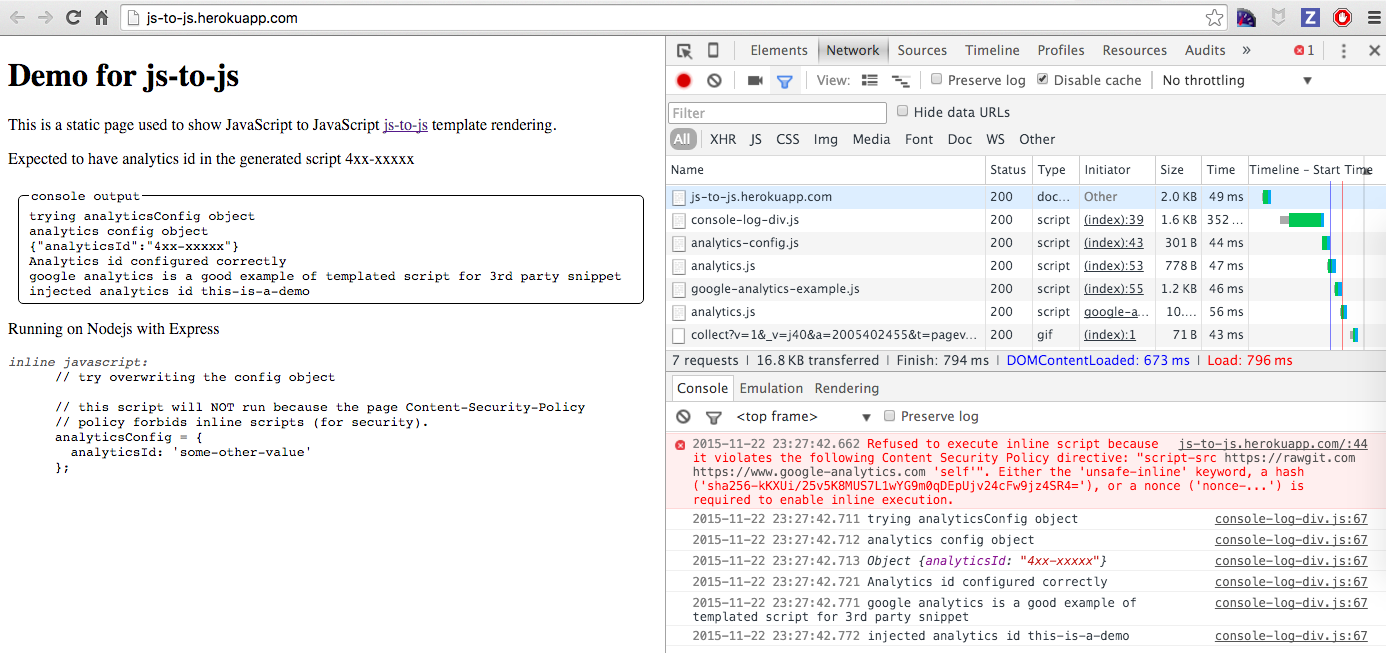 js-to-js.herokuapp.com
Demo for js-to-js
This is a static page used to show JavaScript to JavaScript js-to-js template rendering.
Expected to have analytics id in the generated script 4xx-xxxxx
console output
trying analyticsConfig object
analytics config object
{"analyticsId":"4xx-xxxxx"}
Analytics id configured correctly
google analytics is a good example of templated script for 3rd party snippet
injected analytics id this-is-a-demo
Running on Nodejs with Express
inline javascript:
// try overwriting the config object
// this script will NOT run because the page Content-Security-Policy
// policy forbids inline scripts (for security).
analyticsConfig = {
analyticsId: 'some-other-value'
};
Elements Network Sources Timeline Profiles Resources Audits » 1
View: Preserve log Disable cache No throttling
Filter Hide data URLs
All XHR JS CSS Img Media Font Doc WS Other
Name Status Type Initiator Size Time Timeline – Start Time
js-to-js.herokuapp.com 200 doc... Other 2.0 KB 49 ms
console-log-div.js 200 script (index):39 1.6 KB 352 ...
analytics-config.js 200 script (index):43 301 B 44 ms
analytics.js 200 script (index):53 778 B 47 ms
google-analytics-example.js 200 script (index):55 1.2 KB 46 ms
analytics.js 200 script google-a... 10.... 56 ms
collect?v=1&_v=j40&a=2005402455&t=pagev... 200 gif (index):1 71 B 43 ms
7 requests | 16.8 KB transferred | Finish: 794 ms | DOMContentLoaded: 673 ms | Load: 796 ms
Console Emulation Rendering
<top frame> Preserve log
2015-11-22 23:27:42.662 Refused to execute inline script because js-to-js.herokuapp.com/:44
it violates the following Content Security Policy directive: "script-src https://rawgit.com
https://www.google-analytics.com 'self'". Either the 'unsafe-inline' keyword, a hash
('sha256-kKXUi/25v5K8MUS7L1wYG9m0qDEpUjv24cFw9jz4SR4='), or a nonce ('nonce-...') is
required to enable inline execution.
2015-11-22 23:27:42.711 trying analyticsConfig object console-log-div.js:67
2015-11-22 23:27:42.712 analytics config object console-log-div.js:67
2015-11-22 23:27:42.713 Object {analyticsId: "4xx-xxxxx"} console-log-div.js:67
2015-11-22 23:27:42.721 Analytics id configured correctly console-log-div.js:67
2015-11-22 23:27:42.771 google analytics is a good example of console-log-div.js:67
templated script for 3rd party snippet
2015-11-22 23:27:42.772 injected analytics id this-is-a-demo console-log-div.js:67